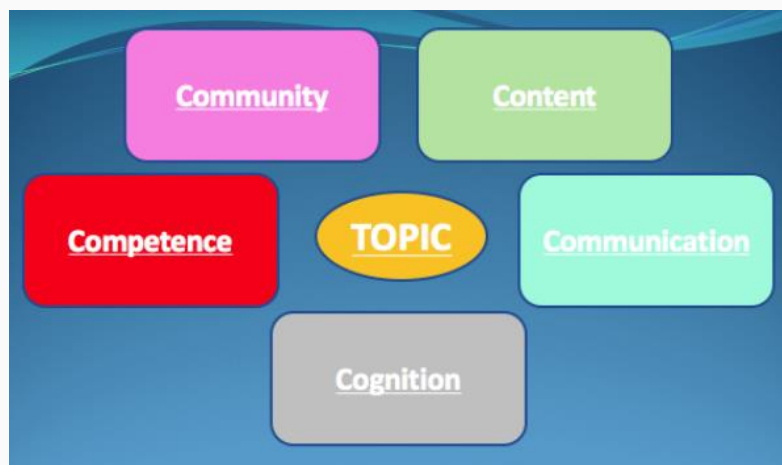 Community
Content
Competence
TOPIC
Communication
Cognition